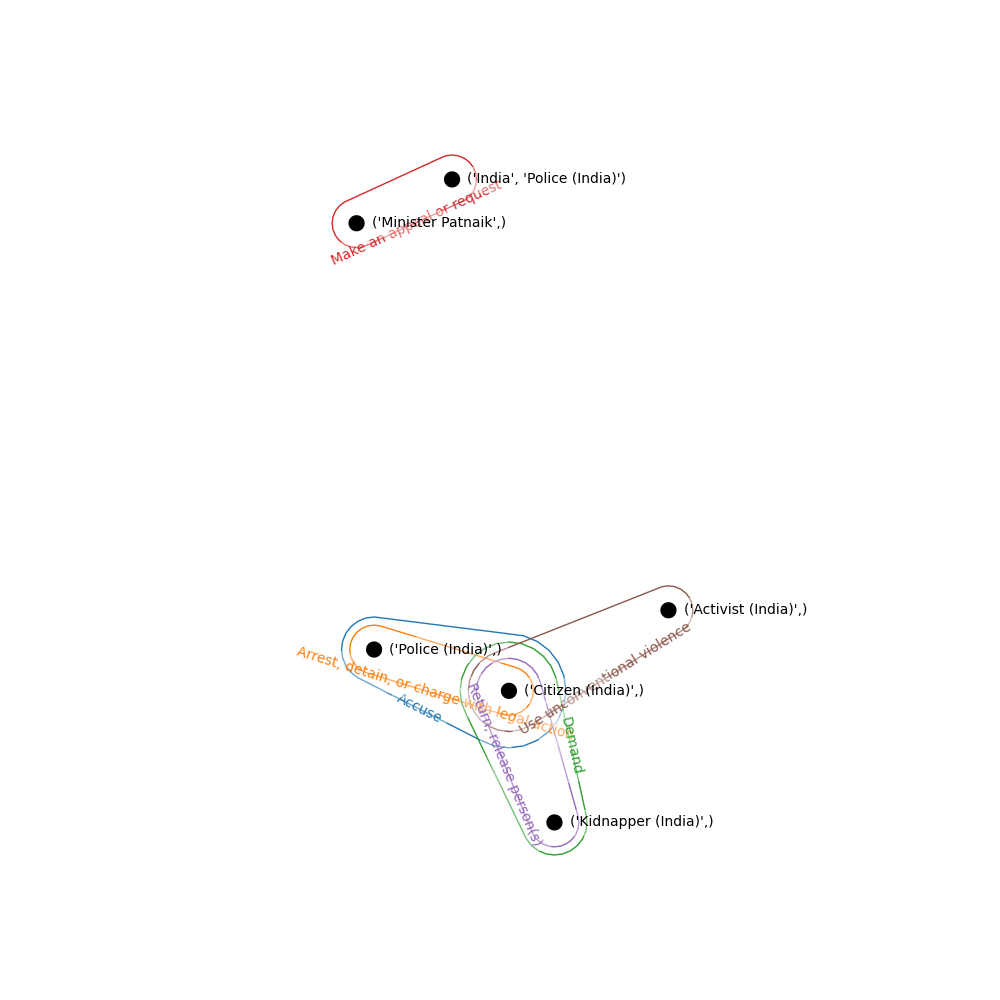 ('India', 'Police (India)')
Make an appeal or request
('Minister Patnaik',)
('Activist (India)',)
Use unconventional violence
('Police (India)',)
Arrest, detain, or charge with legal action
Accuse
('Citizen (India)',)
Return, release person(s)
Demand
('Kidnapper (India)',)